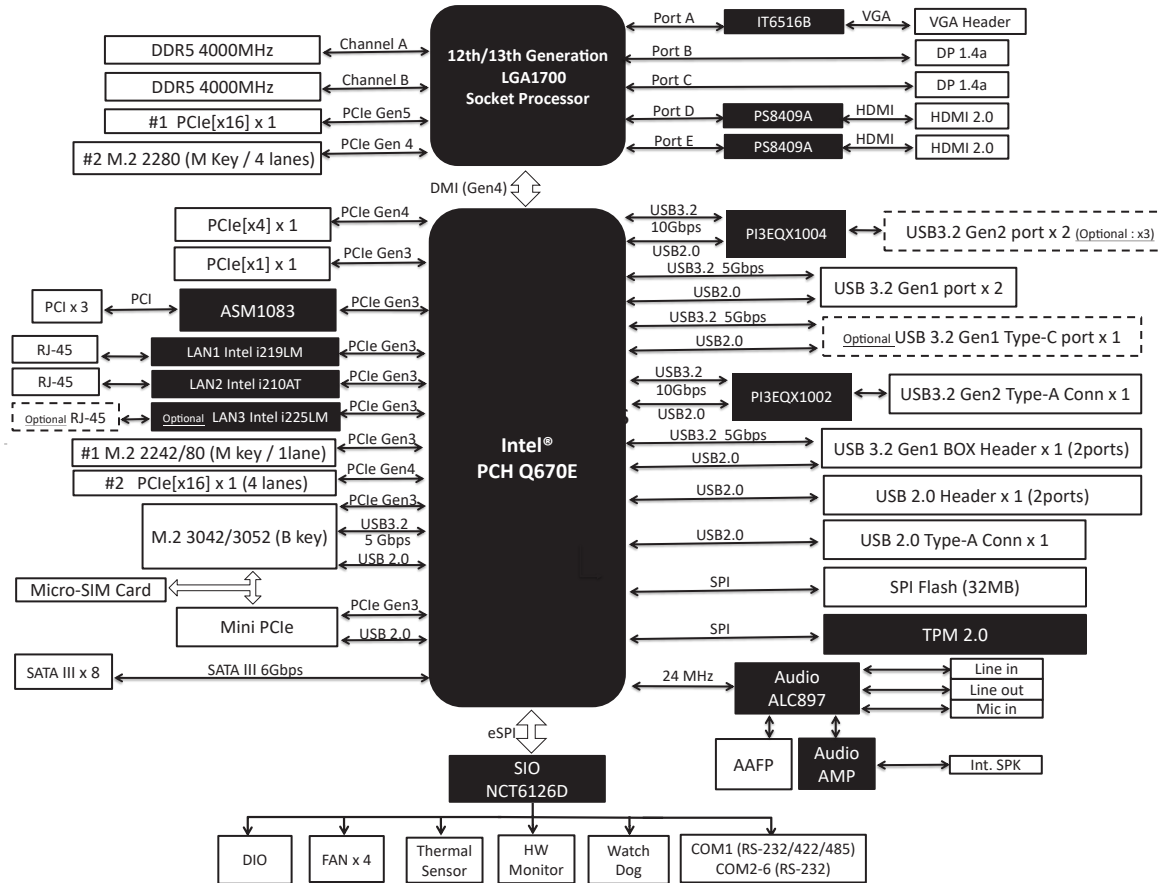 12th/13th Generation
LGA1700
Socket Processor
DDR5 4000MHz
Channel A
DDR5 4000MHz
Channel B
#1 PCIe[x16] x 1
PCIe Gen5
#2 M.2 2280 (M Key / 4 lanes)
PCIe Gen 4
Port A
IT6516B
VGA
VGA Header
Port B
DP 1.4a
Port C
DP 1.4a
Port D
PS8409A
HDMI
HDMI 2.0
Port E
PS8409A
HDMI
HDMI 2.0
DMI (Gen4)
Intel®
PCH Q670E
PCIe[x4] x 1
PCIe Gen4
PCIe[x1] x 1
PCIe Gen3
PCI x 3
PCI
ASM1083
PCIe Gen3
RJ-45
LAN1 Intel i219LM
PCIe Gen3
RJ-45
LAN2 Intel i210AT
PCIe Gen3
Optional RJ-45
Optional LAN3 Intel i225LM
PCIe Gen3
#1 M.2 2242/80 (M key / 1lane)
PCIe Gen3
#2 PCIe[x16] x 1 (4 lanes)
PCIe Gen4
M.2 3042/3052 (B key)
PCIe Gen3
USB3.2
5 Gbps
USB 2.0
Micro-SIM Card
Mini PCIe
PCIe Gen3
USB 2.0
SATA III x 8
SATA III 6Gbps
USB3.2
10Gbps
USB2.0
PI3EQX1004
USB3.2 Gen2 port x 2 (Optional : x3)
USB3.2 5Gbps
USB2.0
USB 3.2 Gen1 port x 2
USB3.2 5Gbps
USB2.0
Optional USB 3.2 Gen1 Type-C port x 1
USB3.2
10Gbps
USB2.0
PI3EQX1002
USB3.2 Gen2 Type-A Conn x 1
S
USB3.2 5Gbps
USB2.0
USB 3.2 Gen1 BOX Header x 1 (2ports)
USB2.0
USB 2.0 Header x 1 (2ports)
USB2.0
USB 2.0 Type-A Conn x 1
SPI
SPI Flash (32MB)
SPI
TPM 2.0
24 MHz
Audio
ALC897
Line in
Line out
Mic in
AAFP
Audio
AMP
Int. SPK
eSPI
SIO
NCT6126D
DIO
FAN x 4
Thermal
Sensor
HW
Monitor
Watch
Dog
COM1 (RS-232/422/485)
COM2-6 (RS-232)